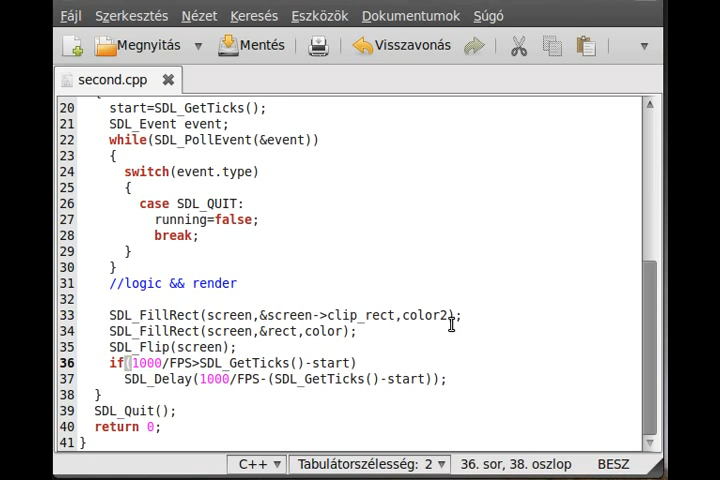 Fájl Szerkesztés Nézet Keresés Eszközök Dokumentumok Súgó
Megnyitás Mentés Visszavonás
second.cpp
20 start=SDL_GetTicks();
21 SDL_Event event;
22 while(SDL_PollEvent(&event))
23 {
24 switch(event.type)
25 {
26 case SDL_QUIT:
27 running=false;
28 break;
29 }
30 }
31 //logic && render
32
33 SDL_FillRect(screen,&screen->clip_rect,color2);
34 SDL_FillRect(screen,&rect,color);
35 SDL_Flip(screen);
36 if(1000/FPS>SDL_GetTicks()-start)
37 SDL_Delay(1000/FPS-(SDL_GetTicks()-start));
38 }
39 SDL_Quit();
40 return 0;
41 }
C++ Tabulátorszélesség: 2 36. sor, 38. oszlop BESZ